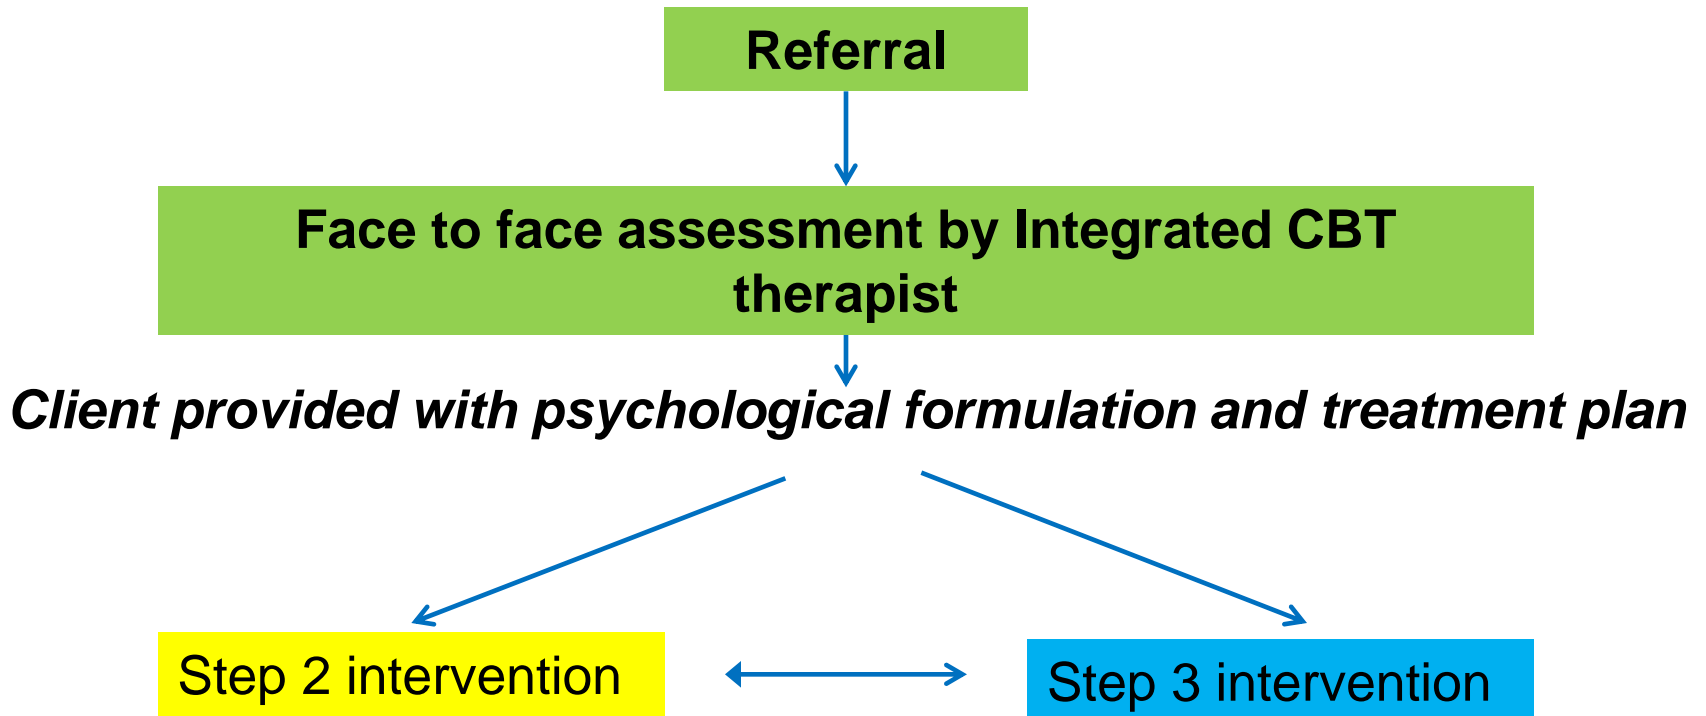 Referral
Face to face assessment by Integrated CBT
therapist
Client provided with psychological formulation and treatment plan
Step 2 intervention
Step 3 intervention